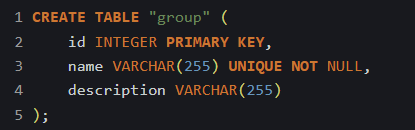 1 CREATE TABLE "group" (
2     id INTEGER PRIMARY KEY,
3     name VARCHAR(255) UNIQUE NOT NULL,
4     description VARCHAR(255)
5 );